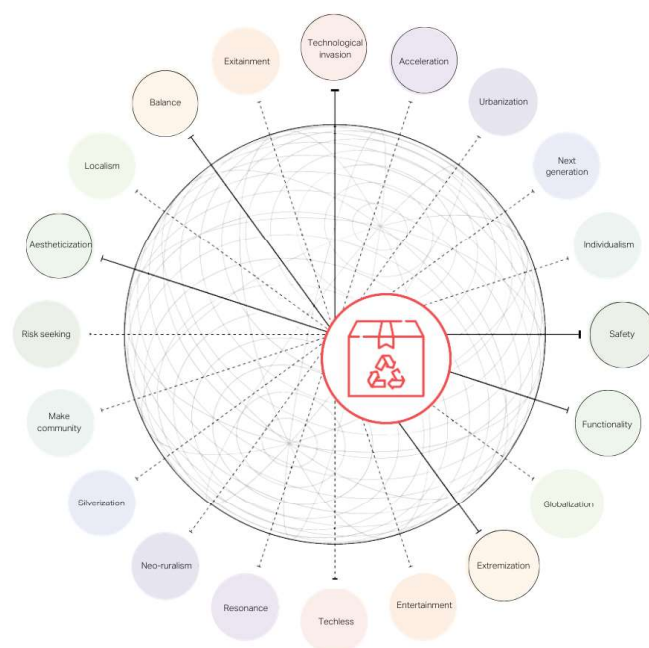 Technological
invasion
Exitainment
Acceleration
Balance
Urbanization
Localism
Next
generation
Aestheticization
Individualism
Risk seeking
Safety
Make
community
Functionality
Silverization
Globalization
Neo-ruralism
Extremization
Resonance
Entertainment
Techless